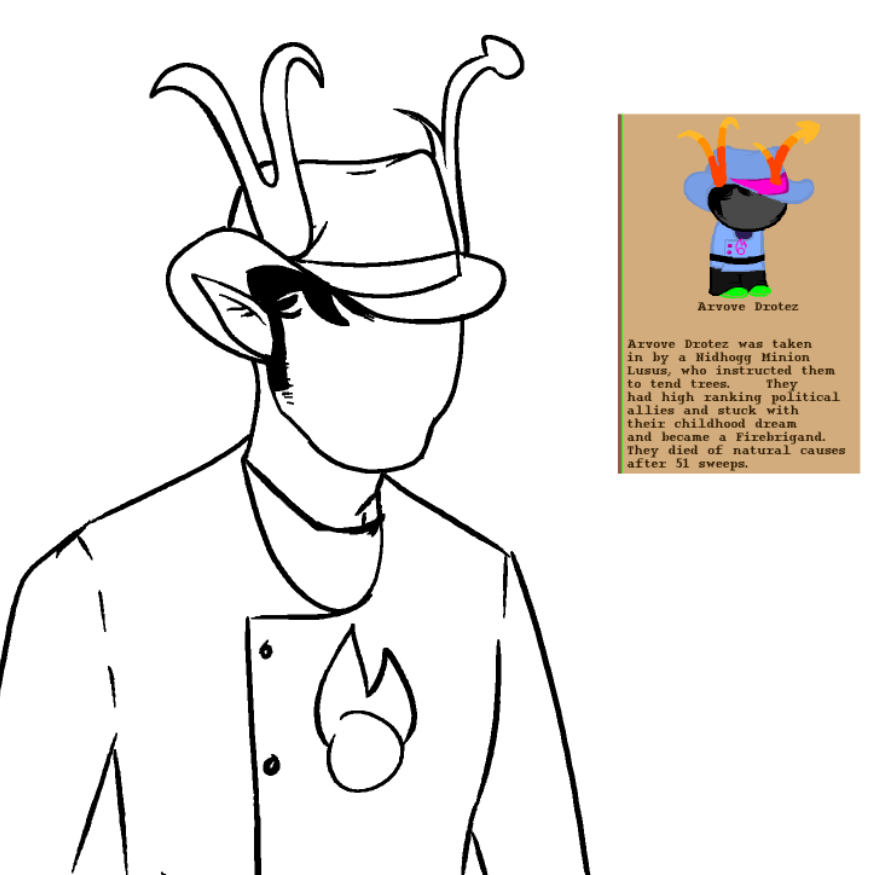 Arvove Drotez
Arvove Drotez was taken
in by a Nidhogg Minion
Lusus, who instructed them
to tend trees. They
had high ranking political
allies and stuck with
their childhood dream
and became a Firebrigand.
They died of natural causes
after 51 sweeps.